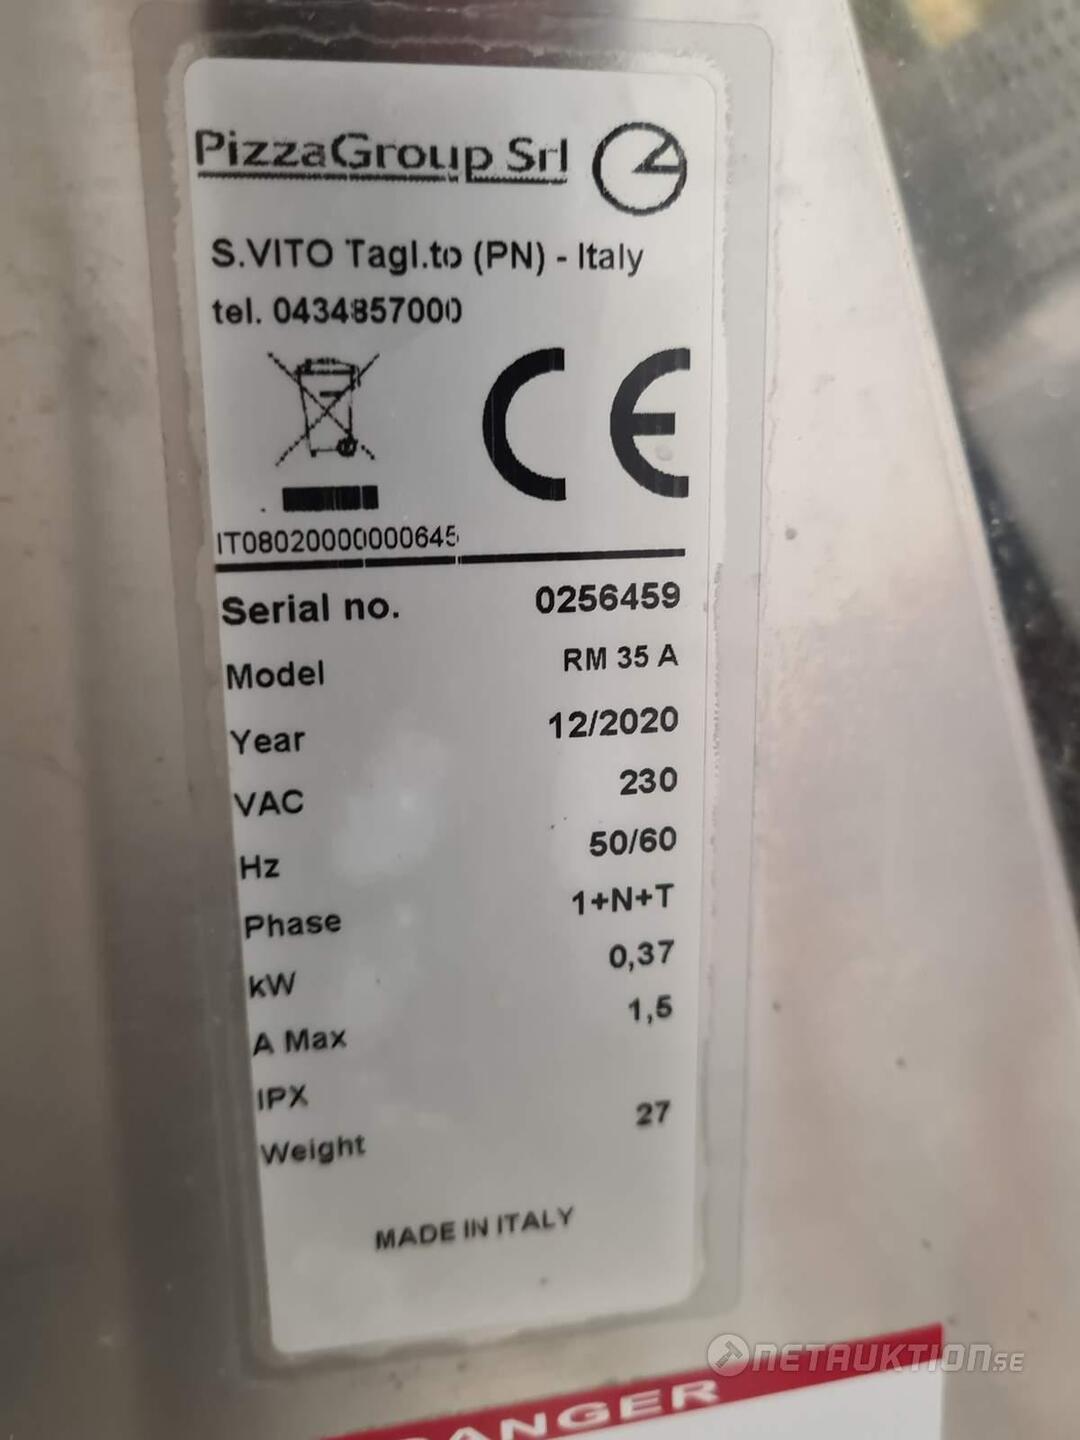 PizzaGroup Srl
S.VITO Tagl.to (PN) - Italy
tel. 0434857000
CE
IT08020000000645
Serial no. 0256459
Model RM 35 A
Year 12/2020
VAC 230
Hz 50/60
Phase 1+N+T
kW 0,37
A Max 1,5
IPX
Weight 27
MADE IN ITALY
NETAUKTION.SE
DANGER